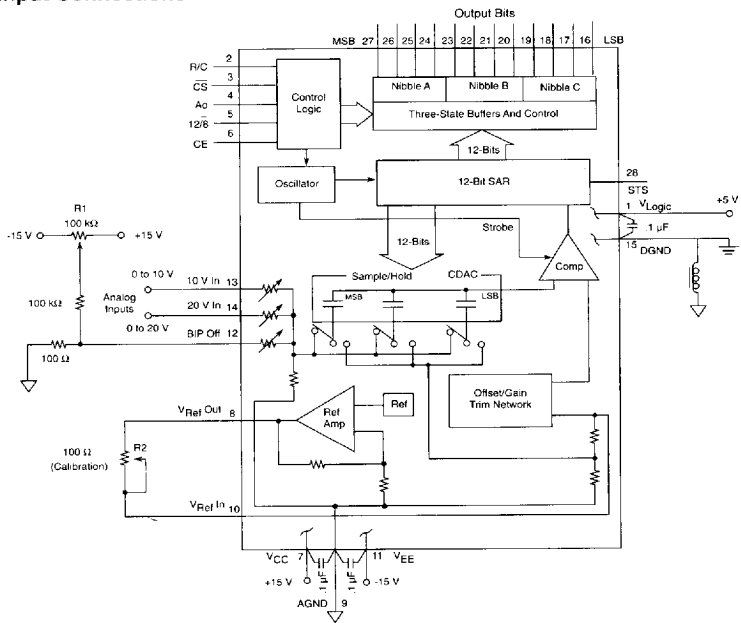 Output Bits
MSB 27 26 25 24 23 22 21 20 19 18 17 16 LSB
Nibble A Nibble B Nibble C
Three-State Buffers And Control
R/C 2
CS 3
Ao 4
12/8 5
CE 6
Control Logic
12-Bits
Oscillator
12-Bit SAR
28 STS
1 VLogic
+5 V
.1 µF
15 DGND
Strobe
12-Bits
Comp
R1
100 kΩ
-15 V
+15 V
0 to 10 V
10 V In 13
Analog Inputs
20 V In 14
0 to 20 V
BIP Off 12
100 kΩ
100 Ω
Sample/Hold CDAC
MSB LSB
Offset/Gain Trim Network
VRef Out 8
Ref Amp
Ref
100 Ω (Calibration)
R2
VRef In 10
VCC 7
11 VEE
+15 V
.1 µF
.1 µF
-15 V
AGND 9